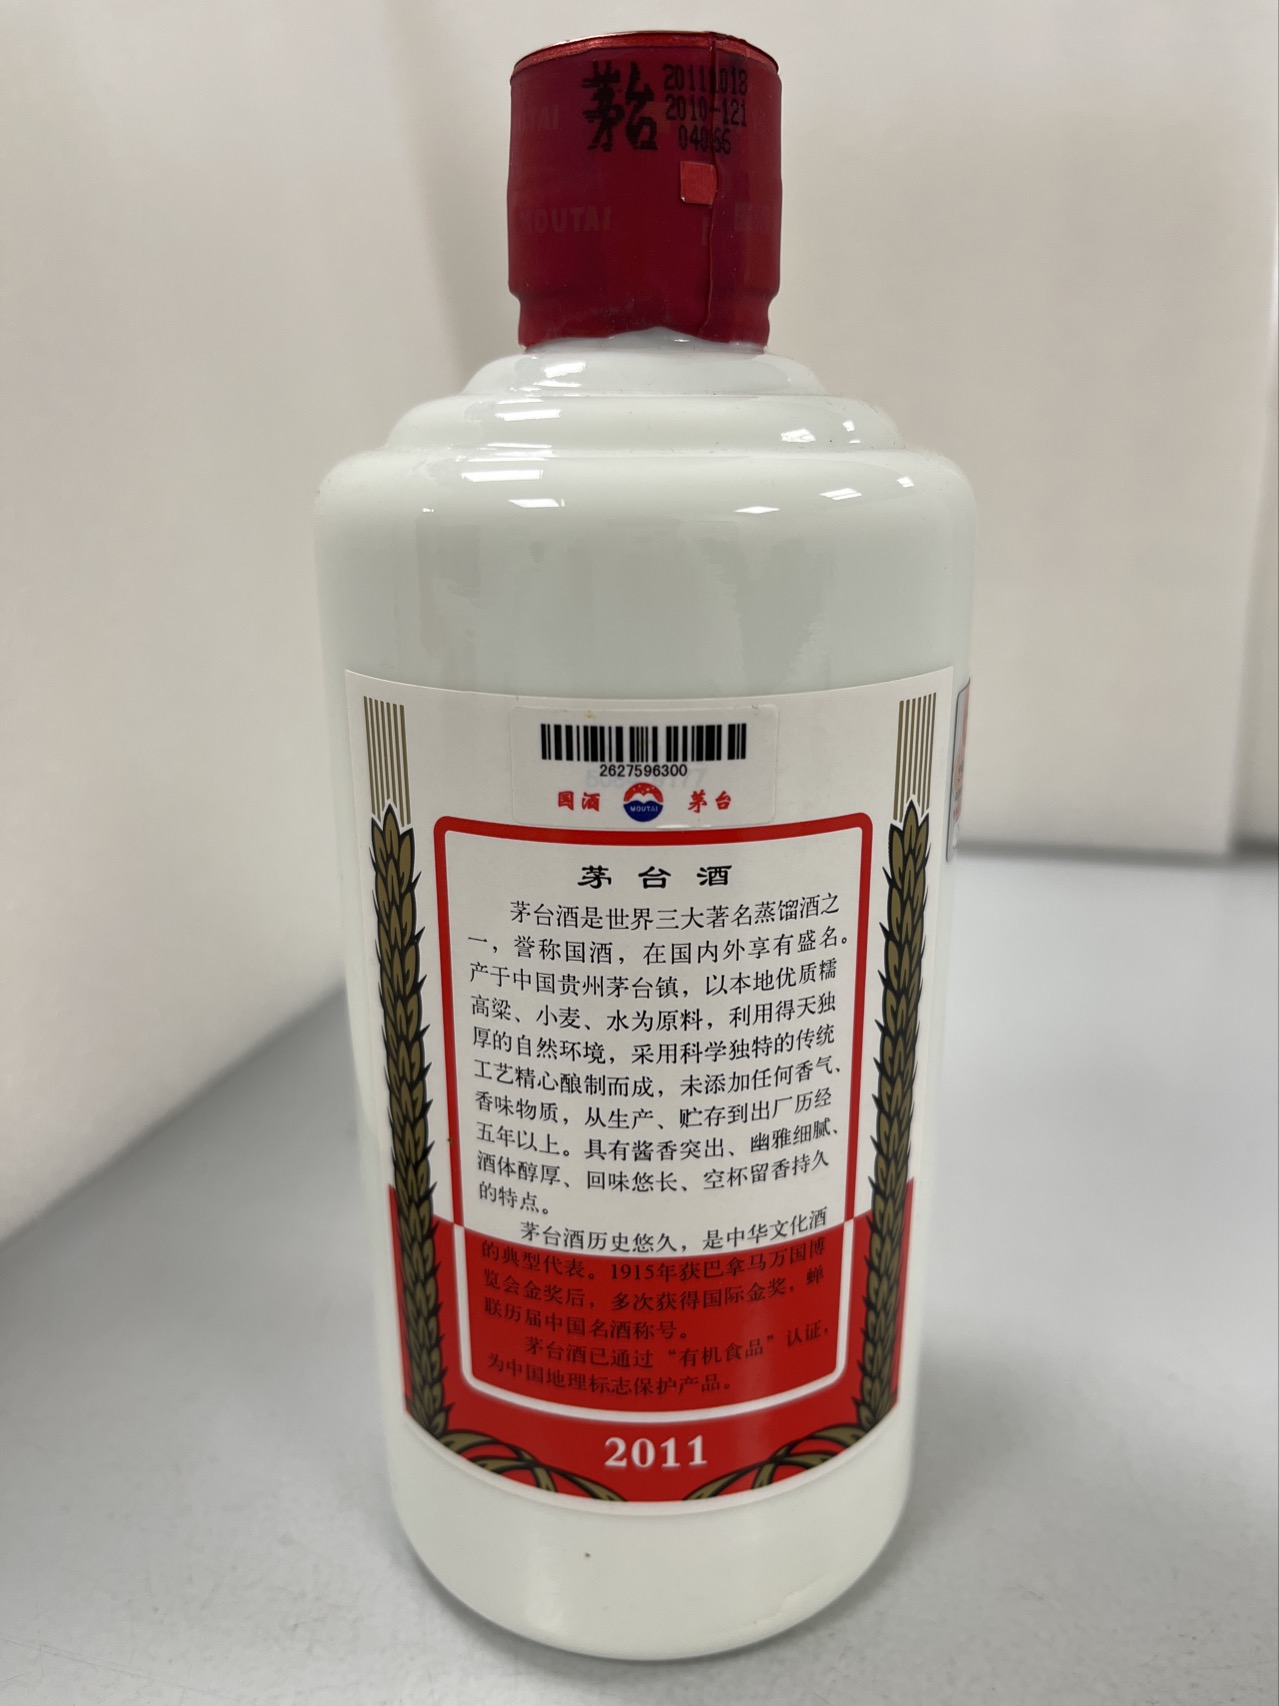 茅台
20111018
2010-121
MOUTAI
2627596300
国酒 MOUTAI 茅台
茅台酒
茅台酒是世界三大著名蒸馏酒之
一，誉称国酒，在国内外享有盛名。
产于中国贵州茅台镇，以本地优质糯
高粱、小麦、水为原料，利用得天独
厚的自然环境，采用科学独特的传统
工艺精心酿制而成，未添加任何香气、
香味物质，从生产、贮存到出厂历经
五年以上。具有酱香突出、幽雅细腻、
酒体醇厚、回味悠长、空杯留香持久
的特点。
茅台酒历史悠久，是中华文化酒
的典型代表。1915年获巴拿马万国博
览会金奖后，多次获得国际金奖，蝉
联历届中国名酒称号。
茅台酒已通过“有机食品”认证，
为中国地理标志保护产品。
2011